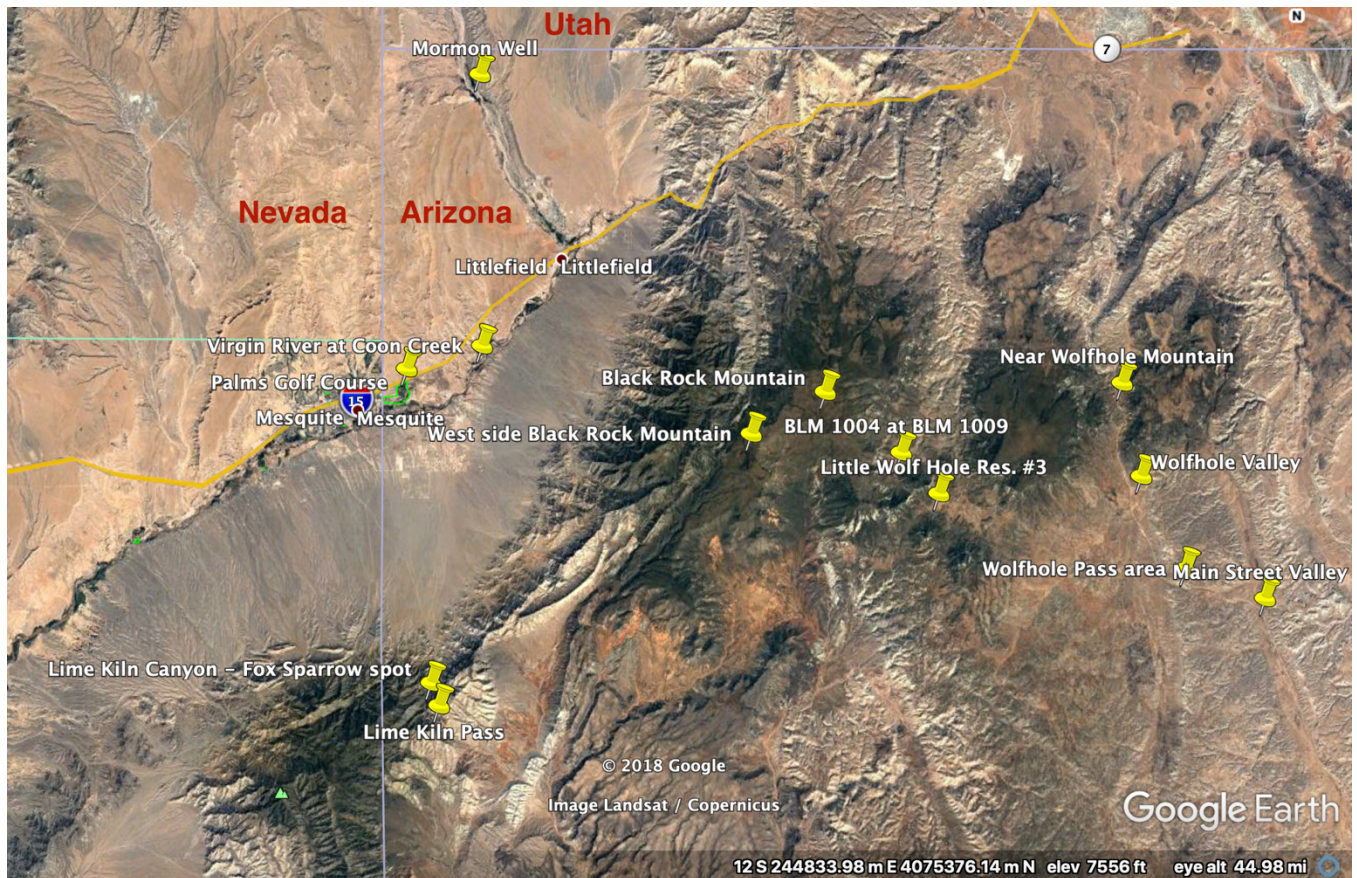 Utah
N
Mormon Well
7
Nevada
Arizona
Littlefield Littlefield
Virgin River at Coon Creek
Palms Golf Course
15
Mesquite Mesquite
Near Wolfhole Mountain
Black Rock Mountain
West side Black Rock Mountain
BLM 1004 at BLM 1009
Little Wolf Hole Res. #3
Wolfhole Valley
Wolfhole Pass area
Main Street Valley
Lime Kiln Canyon - Fox Sparrow spot
Lime Kiln Pass
© 2018 Google
Image Landsat / Copernicus
Google Earth
12 S 244833.98 m E 4075376.14 m N elev 7556 ft eye alt 44.98 mi